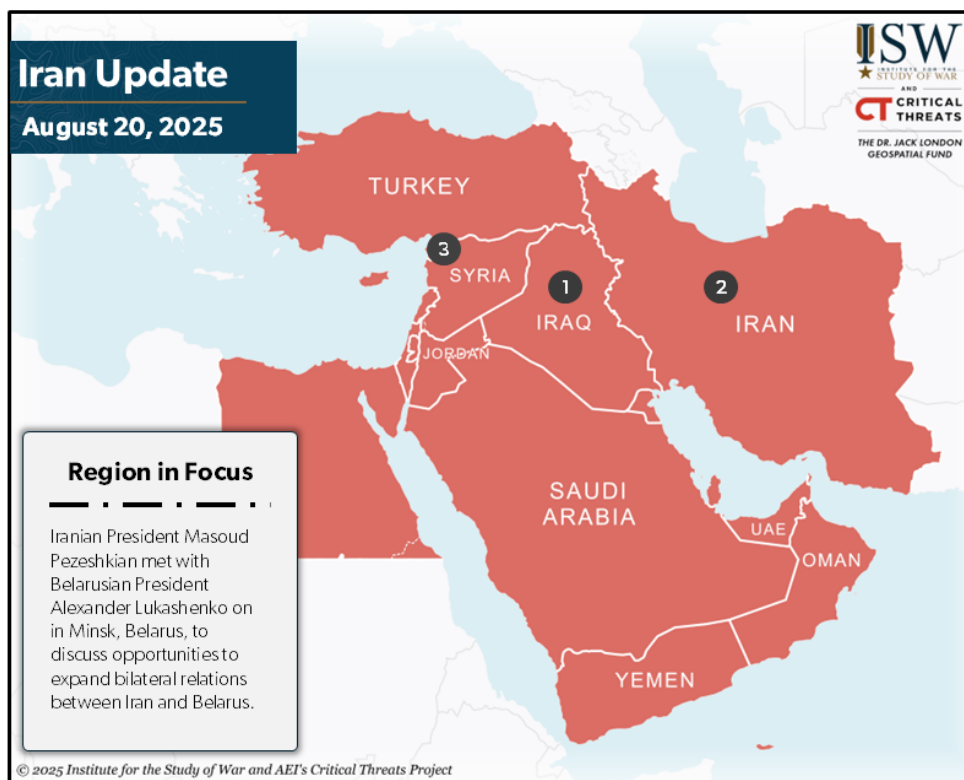 Iran Update
August 20, 2025
ISW
INSTITUTE FOR THE
STUDY OF WAR
AND
CT CRITICAL
THREATS
THE DR. JACK LONDON
GEOSPATIAL FUND
TURKEY
3
SYRIA
1
IRAQ
2
IRAN
JORDAN
SAUDI
ARABIA
UAE
OMAN
YEMEN
Region in Focus
Iranian President Masoud
Pezeshkian met with
Belarusian President
Alexander Lukashenko on
in Minsk, Belarus, to
discuss opportunities to
expand bilateral relations
between Iran and Belarus.
© 2025 Institute for the Study of War and AEI's Critical Threats Project